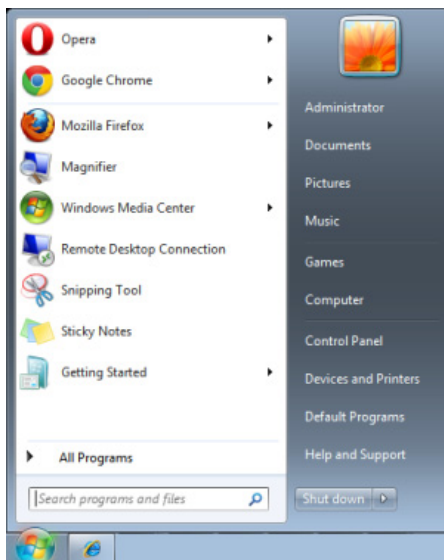 Opera
Google Chrome
Mozilla Firefox
Magnifier
Windows Media Center
Remote Desktop Connection
Snipping Tool
Sticky Notes
Getting Started
All Programs
Search programs and files
Administrator
Documents
Pictures
Music
Games
Computer
Control Panel
Devices and Printers
Default Programs
Help and Support
Shut down